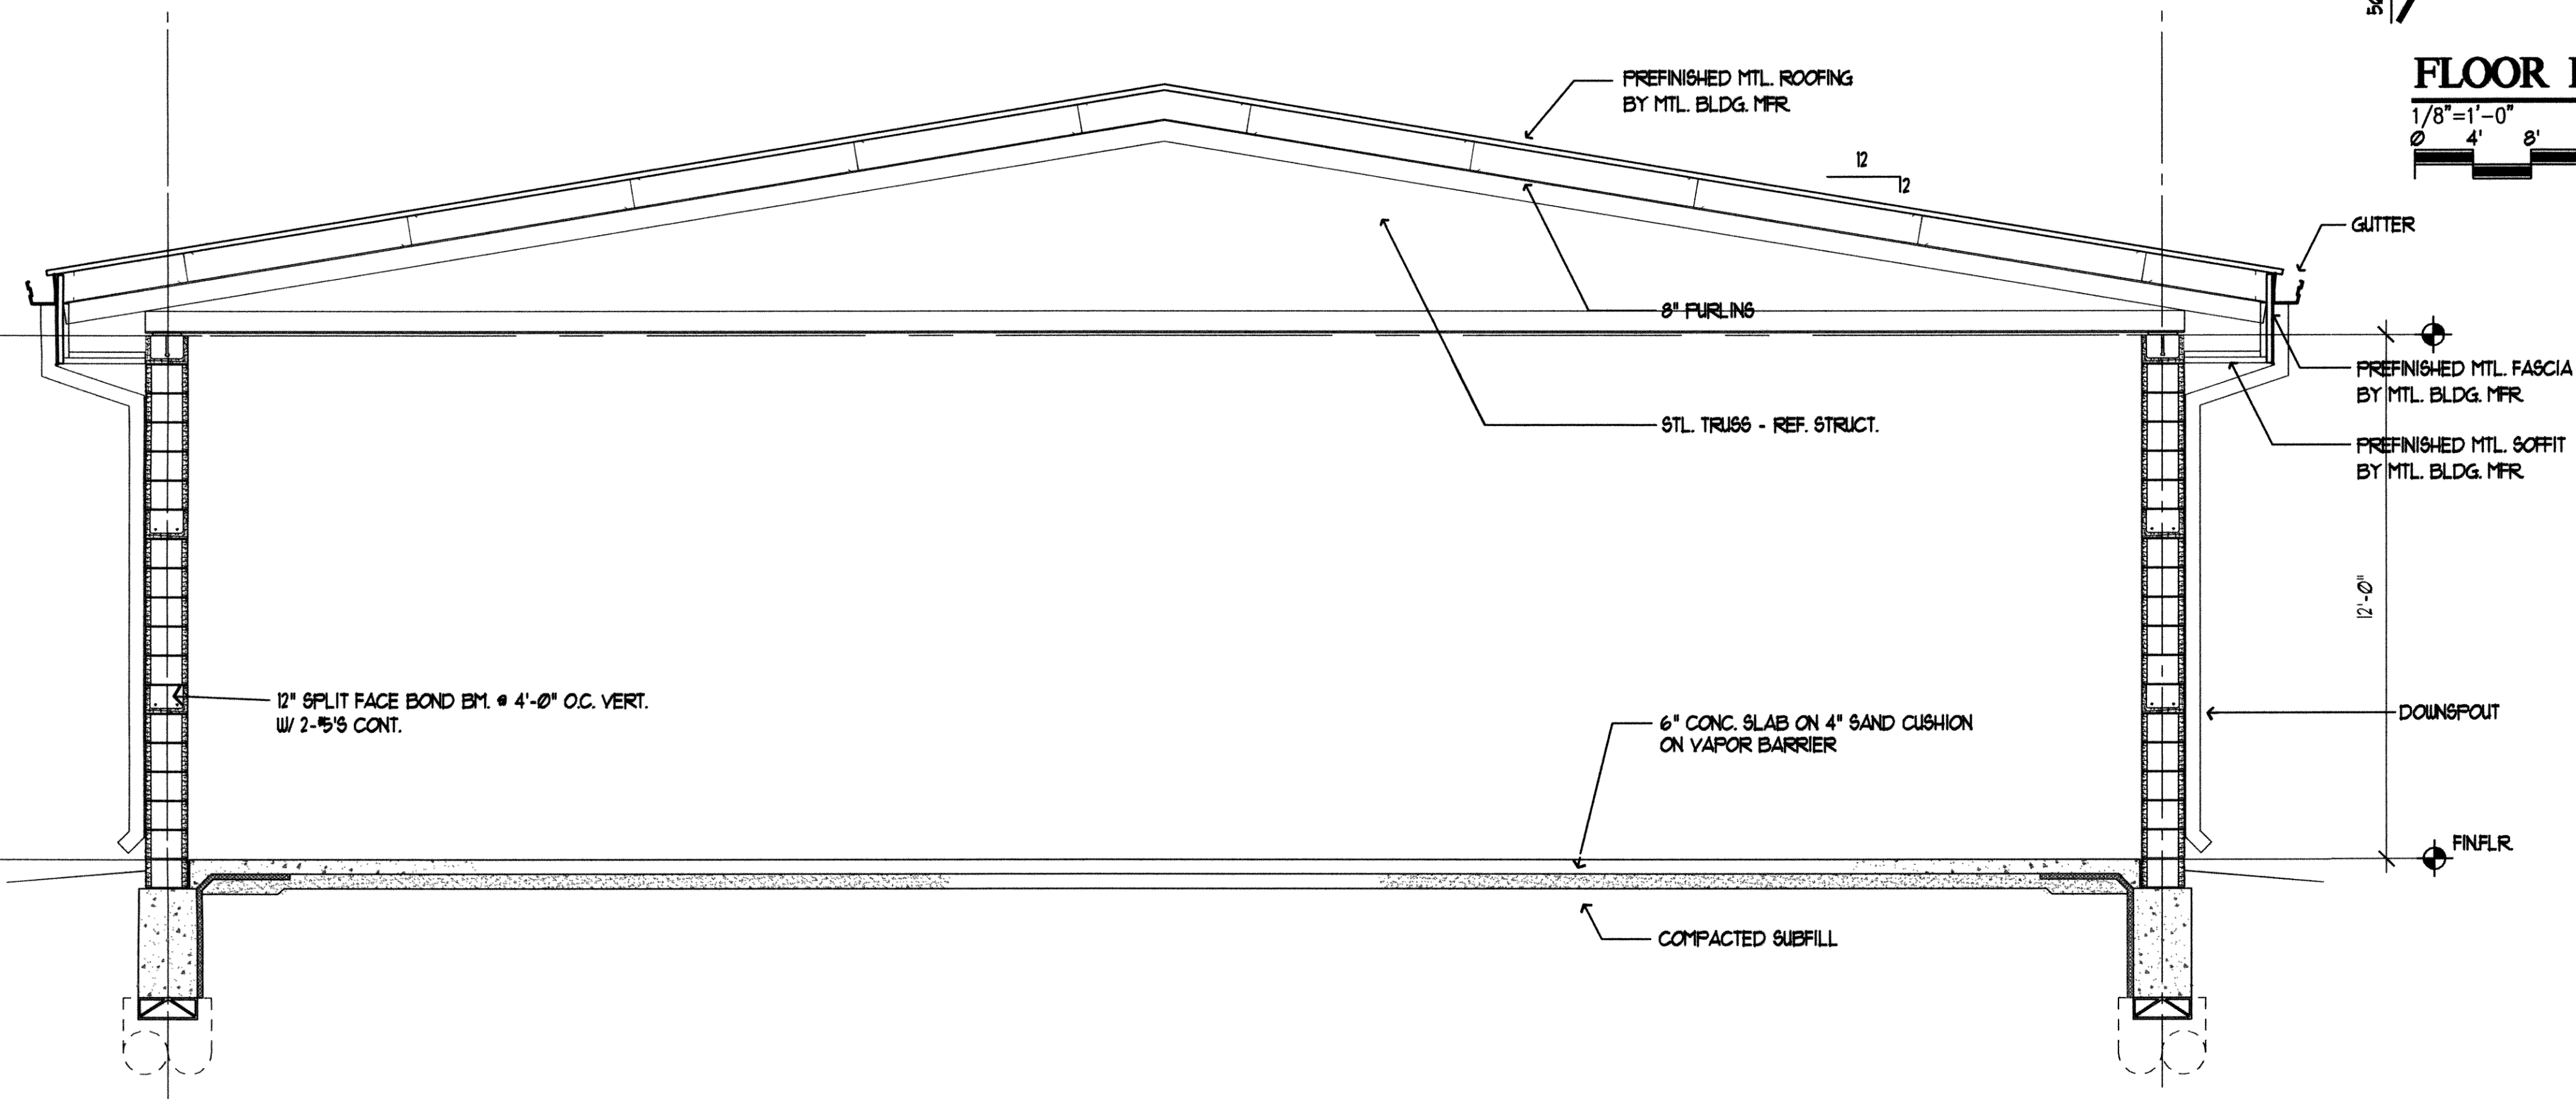 PREFINISHED MTL. ROOFING
BY MTL. BLDG. MFR.
FLOOR
1/8"=1'-0"
Ø 4' 8'
12
2
GUTTER
8" PURLINS
PREFINISHED MTL. FASCIA
BY MTL. BLDG. MFR.
STL. TRUSS - REF. STRUCT.
PREFINISHED MTL. SOFFIT
BY MTL. BLDG. MFR.
12'-Ø"
12" SPLIT FACE BOND BM. @ 4'-Ø" O.C. VERT.
W/ 2-#5'S CONT.
6" CONC. SLAB ON 4" SAND CUSHION
ON VAPOR BARRIER
DOWNSPOUT
FIN.FLR.
COMPACTED SUBFILL